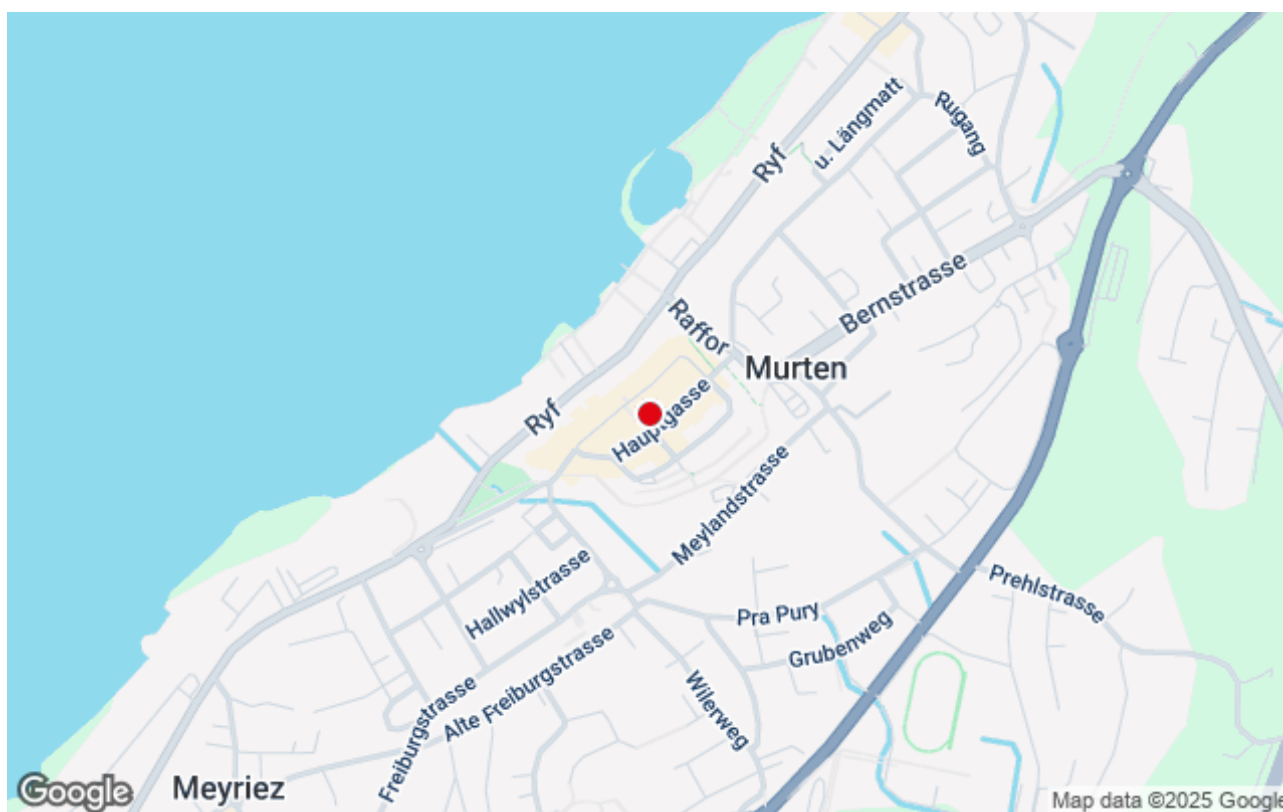 Rugang
u. Längmatt
Ryf
Bernstrasse
Raffor
Murten
Hauptgasse
Ryf
Meylandstrasse
Hallwylstrasse
Prehlstrasse
Pra Pury
Grubenweg
Alte Freiburgstrasse
Freiburgstrasse
Wilerweg
Meyriez
Google
Map data ©2025 Google